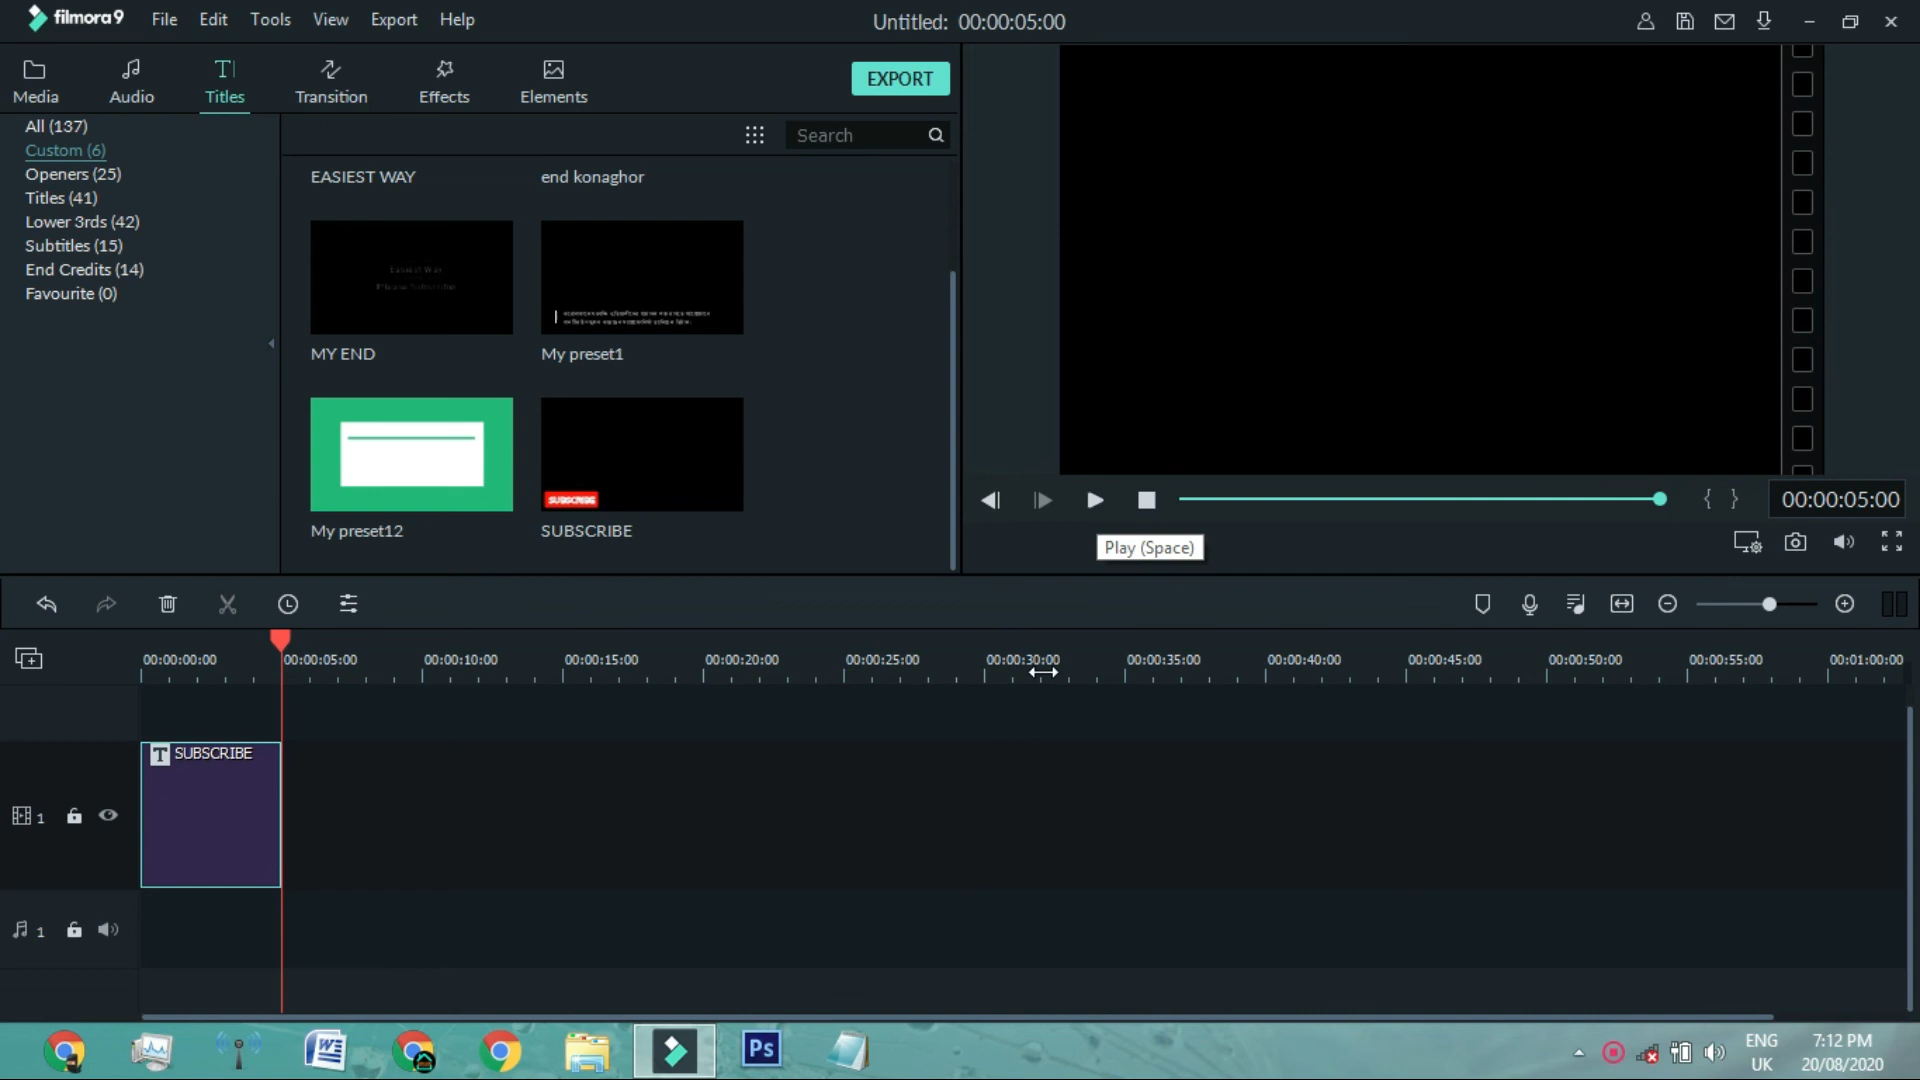 filmora9 File Edit Tools View Export Help Untitled: 00:00:05:00
Media Audio Titles Transition Effects Elements EXPORT
All (137)
Custom (6)
Openers (25)
Titles (41)
Lower 3rds (42)
Subtitles (15)
End Credits (14)
Favourite (0)
Search
EASIEST WAY end konaghor
Easiest Way
Please Subscribe
MY END My preset1
SUBSCRIBE
My preset12 SUBSCRIBE
00:00:05:00
Play (Space)
00:00:00:00 00:00:05:00 00:00:10:00 00:00:15:00 00:00:20:00 00:00:25:00 00:00:30:00 00:00:35:00 00:00:40:00 00:00:45:00 00:00:50:00 00:00:55:00 00:01:00:00
T SUBSCRIBE
1
1
W Ps ENG 7:12 PM
UK 20/08/2020